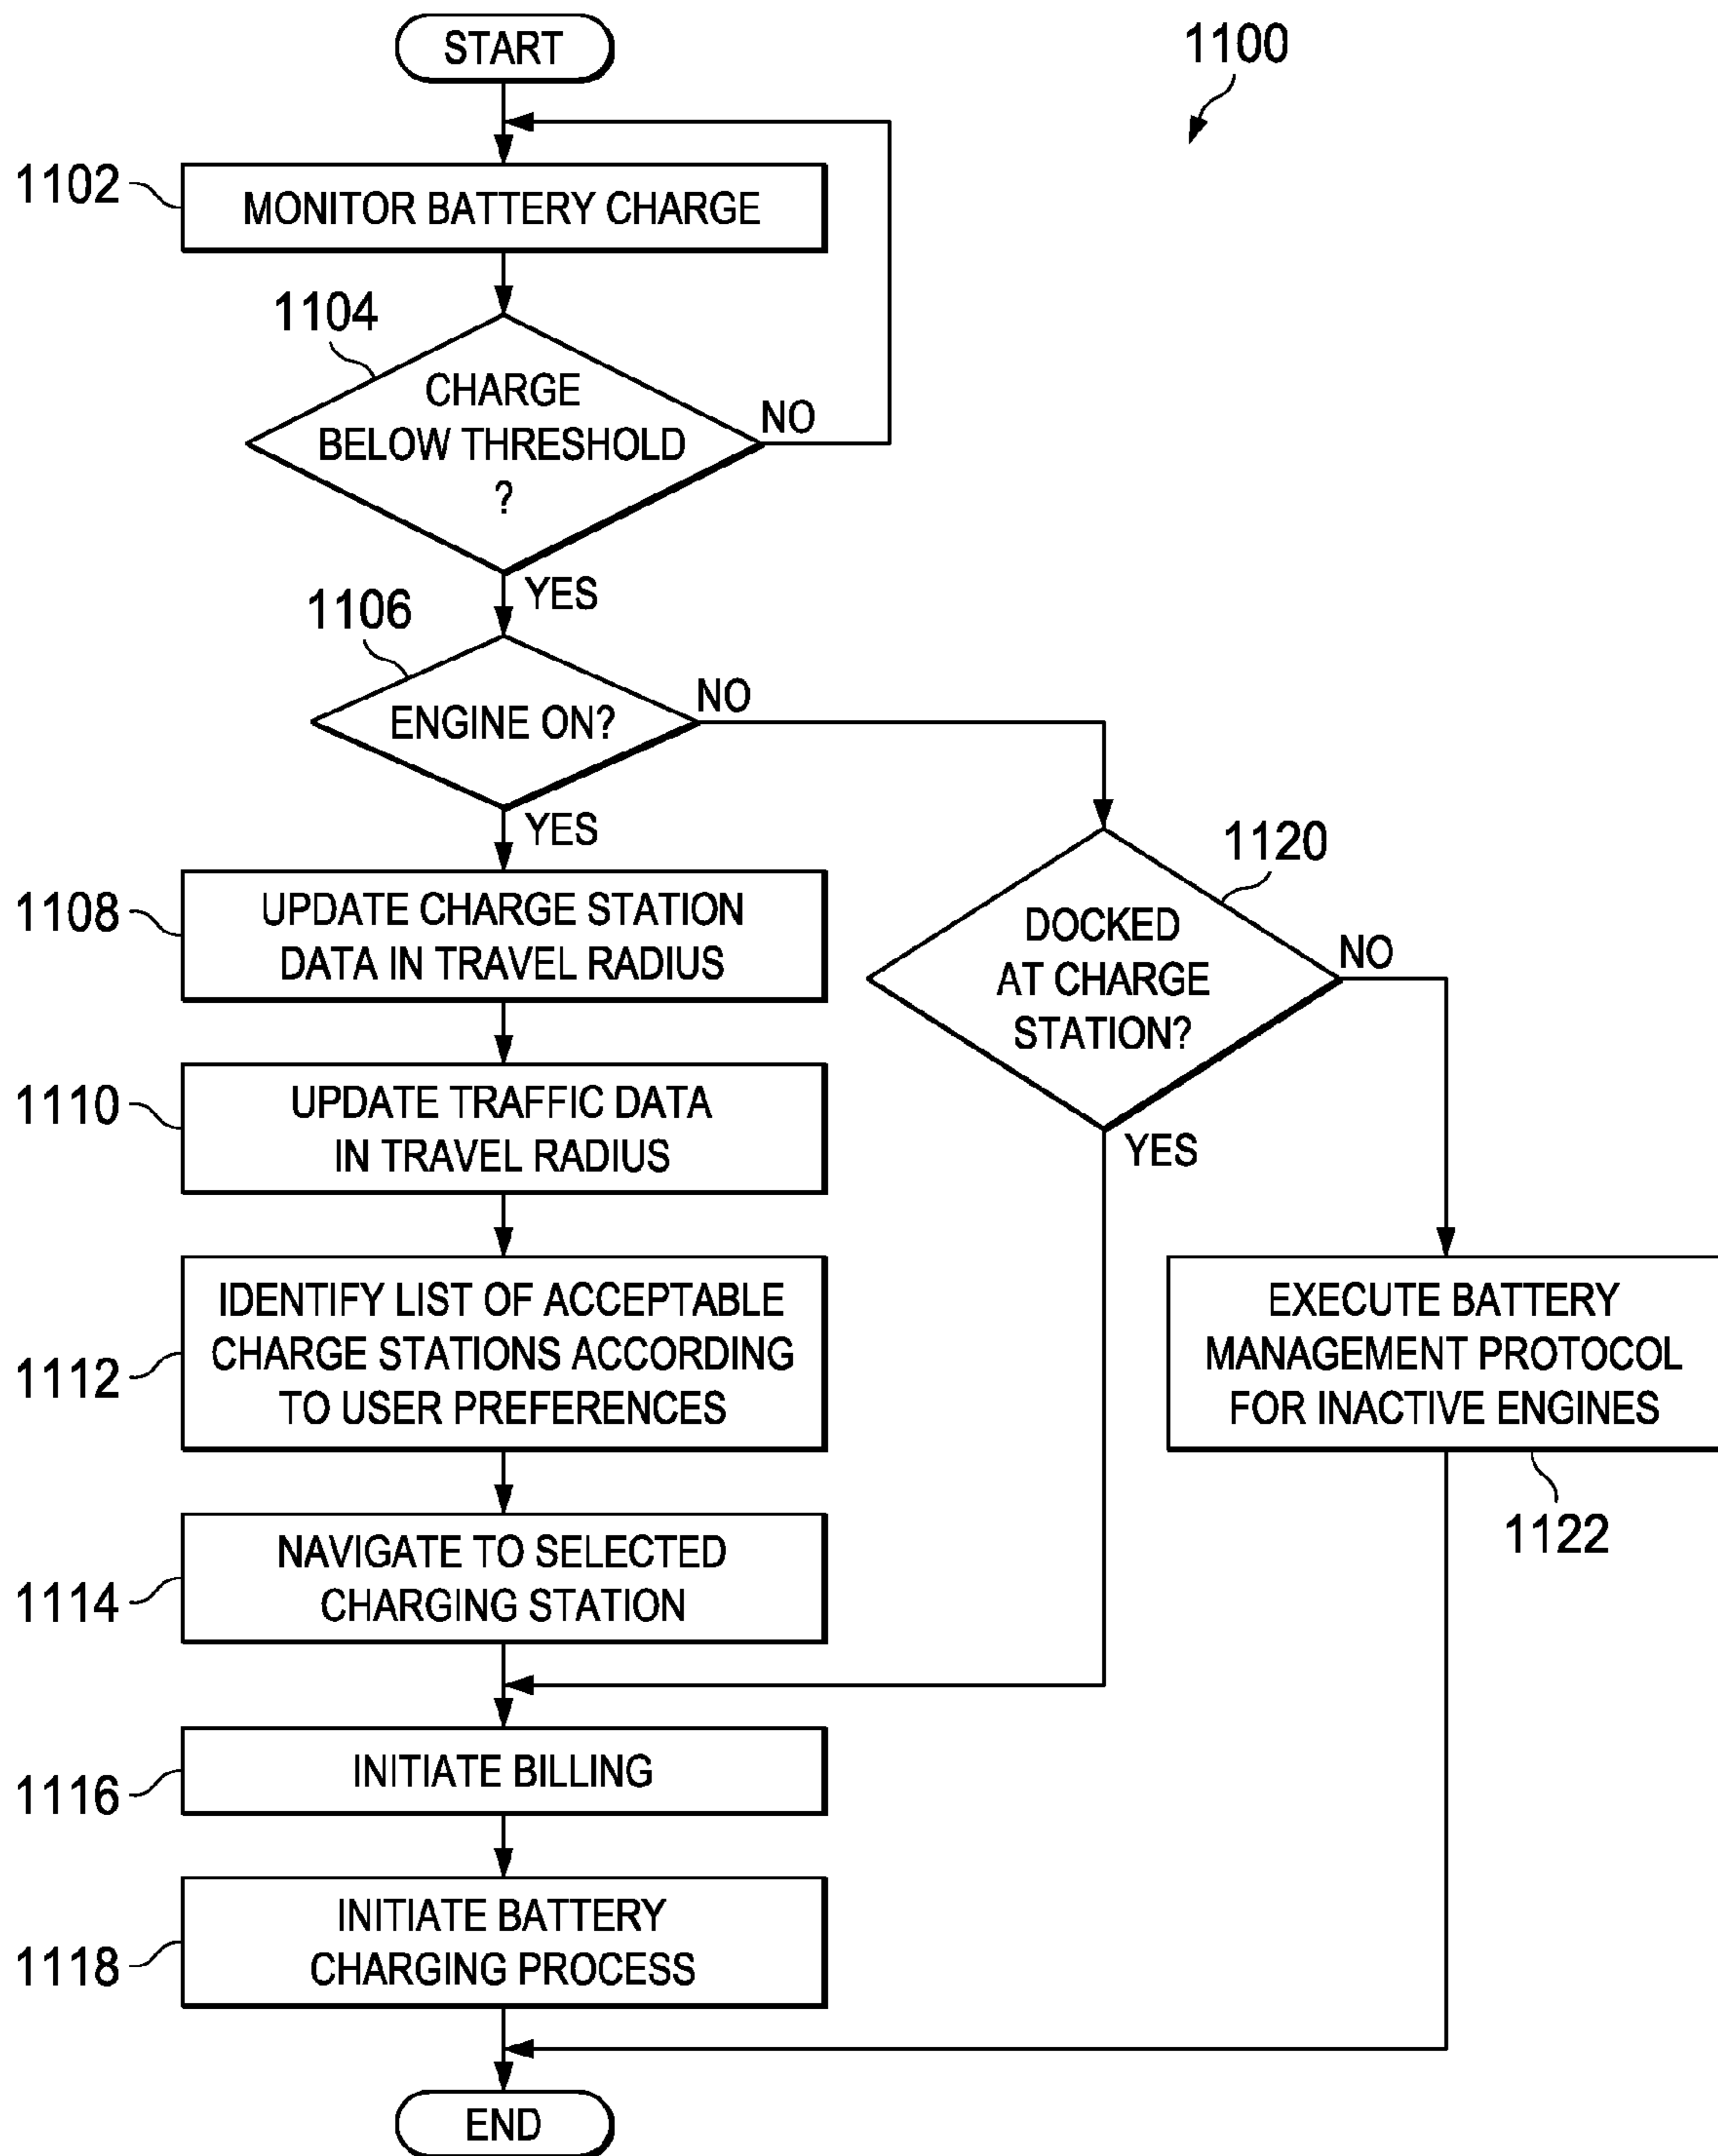 START
1100
1102
MONITOR BATTERY CHARGE
1104
CHARGE
BELOW THRESHOLD
?
NO
YES
1106
ENGINE ON?
NO
YES
1108
UPDATE CHARGE STATION
DATA IN TRAVEL RADIUS
1120
DOCKED
AT CHARGE
STATION?
NO
YES
1110
UPDATE TRAFFIC DATA
IN TRAVEL RADIUS
1112
IDENTIFY LIST OF ACCEPTABLE
CHARGE STATIONS ACCORDING
TO USER PREFERENCES
EXECUTE BATTERY
MANAGEMENT PROTOCOL
FOR INACTIVE ENGINES
1122
1114
NAVIGATE TO SELECTED
CHARGING STATION
1116
INITIATE BILLING
1118
INITIATE BATTERY
CHARGING PROCESS
END